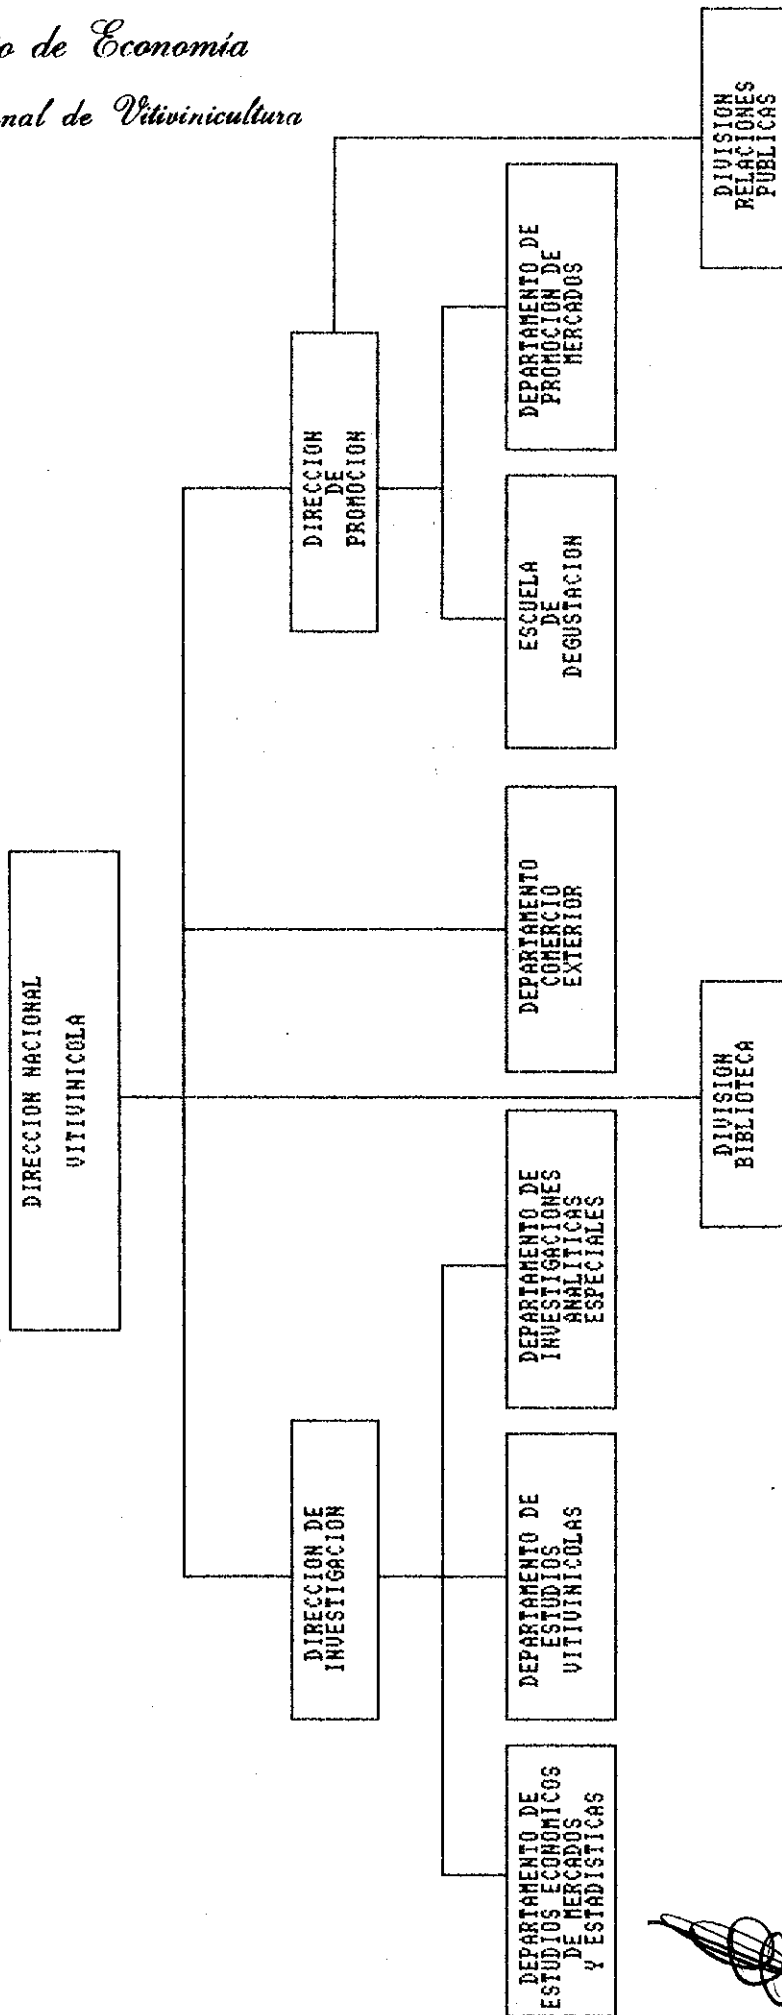 de Economía
de Vitivinicultura
DIRECCION NACIONAL
VITIVINICOLA
DIRECCION DE
INVESTIGACION
DIRECCION
DE
PROMOCION
DEPARTAMENTO DE
ESTUDIOS ECONOMICOS
DE MERCADOS
Y ESTADISTICAS
DEPARTAMENTO DE
ESTUDIOS
VITIVINICOLAS
DEPARTAMENTO DE
INVESTIGACIONES
ANALITICAS
ESPECIALES
DEPARTAMENTO
COMERCIO
EXTERIOR
ESCUELA
DE
DEGUSTACION
DEPARTAMENTO DE
PROMOCION DE
MERCADOS
DIVISION
BIBLIOTECA
DIVISION
RELACIONES
PUBLICAS